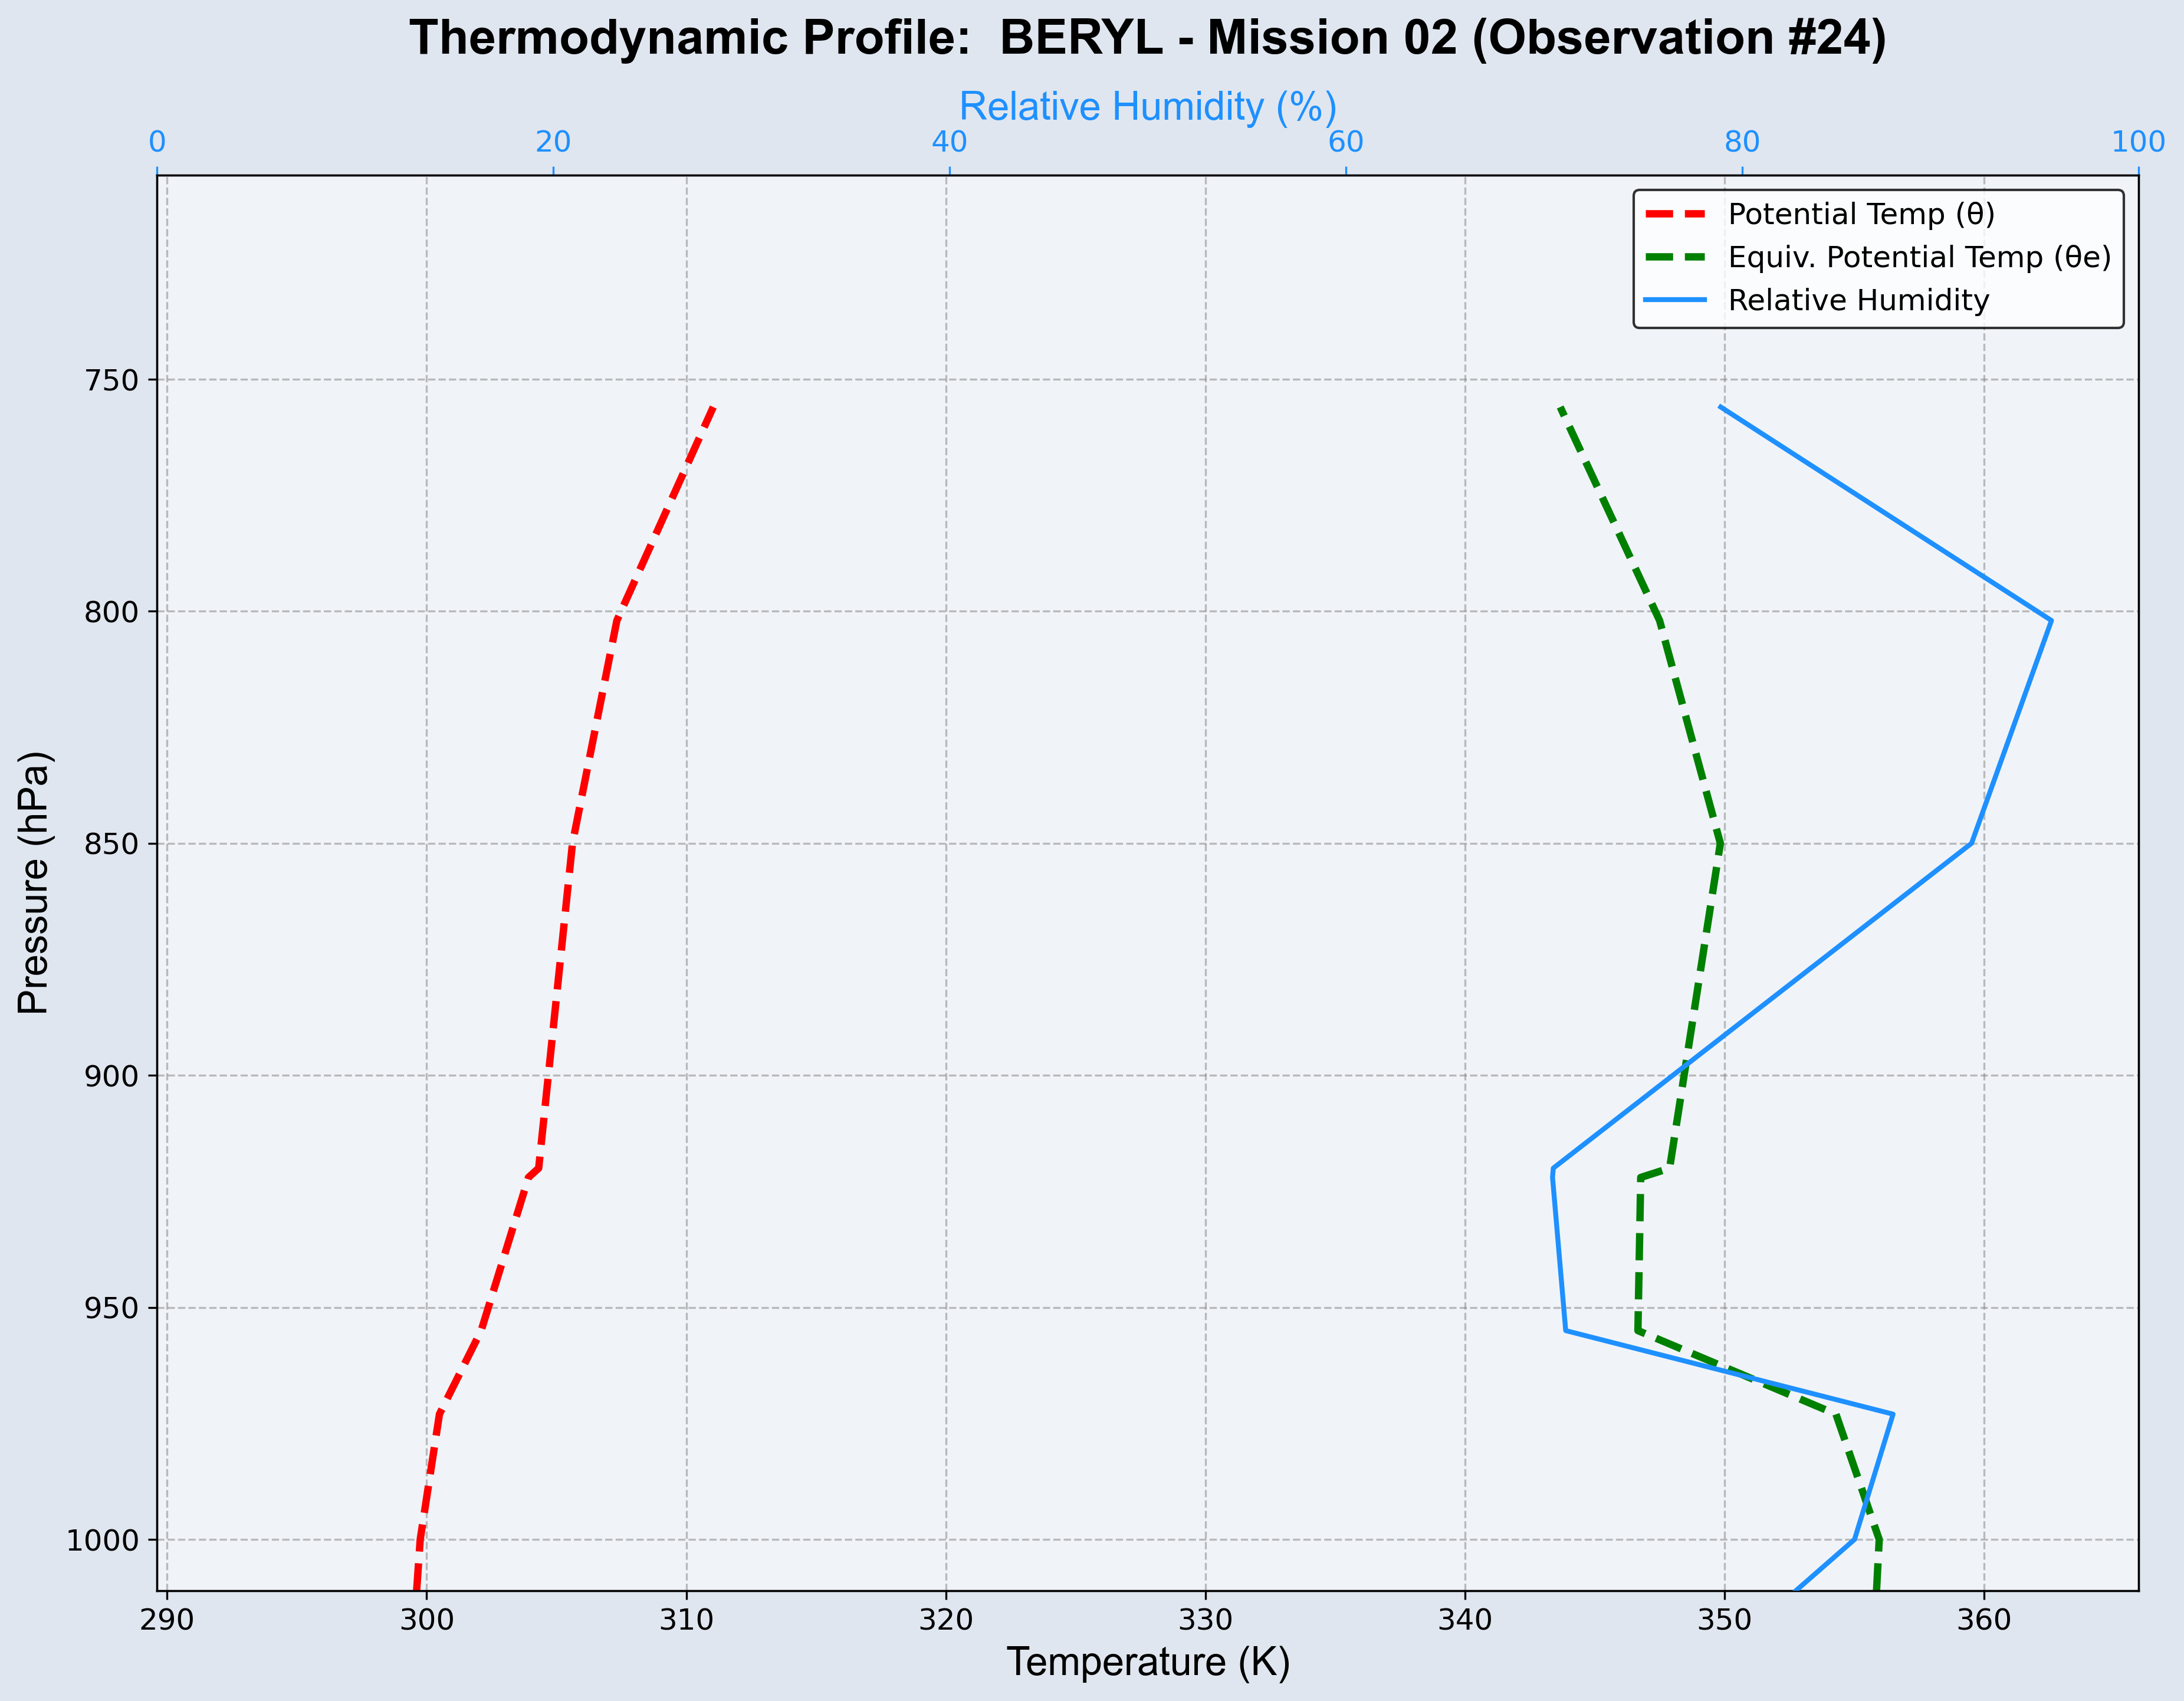 Thermodynamic Profile:  BERYL - Mission 02 (Observation #24)
Relative Humidity (%)
0 20 40 60 80 100
Potential Temp (θ)
Equiv. Potential Temp (θe)
Relative Humidity
750
800
850
900
950
1000
Pressure (hPa)
290 300 310 320 330 340 350 360
Temperature (K)